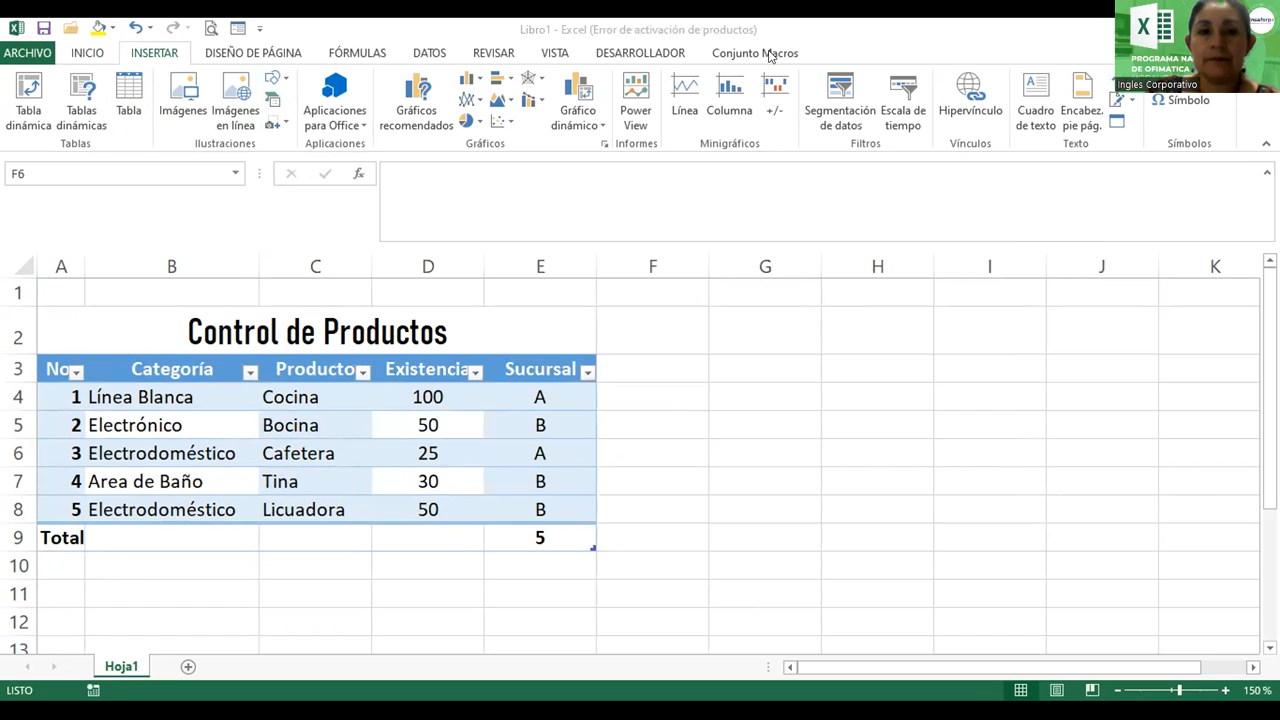 Libro1 - Excel (Error de activación de productos)
PROGRAMA NA
DE OFIMATICA
Ingles Corporativo
ARCHIVO INICIO INSERTAR DISEÑO DE PÁGINA FÓRMULAS DATOS REVISAR VISTA DESARROLLADOR Conjunto Macros
Tabla dinámica
Tablas dinámicas
Tabla
Imágenes
Imágenes en línea
Aplicaciones para Office
Gráficos recomendados
Gráfico dinámico
Power View
Línea
Columna
+/-
Segmentación de datos
Escala de tiempo
Hipervínculo
Cuadro de texto
Encabez. pie pág.
Ω Símbolo
Tablas Ilustraciones Aplicaciones Gráficos Informes Minigráficos Filtros Vínculos Texto Símbolos
F6 fx
A B C D E F G H I J K
1
2 Control de Productos
3 No Categoría Producto Existencia Sucursal
4 1 Línea Blanca Cocina 100 A
5 2 Electrónico Bocina 50 B
6 3 Electrodoméstico Cafetera 25 A
7 4 Area de Baño Tina 30 B
8 5 Electrodoméstico Licuadora 50 B
9 Total 5
10
11
12
13
Hoja1
LISTO 150 %